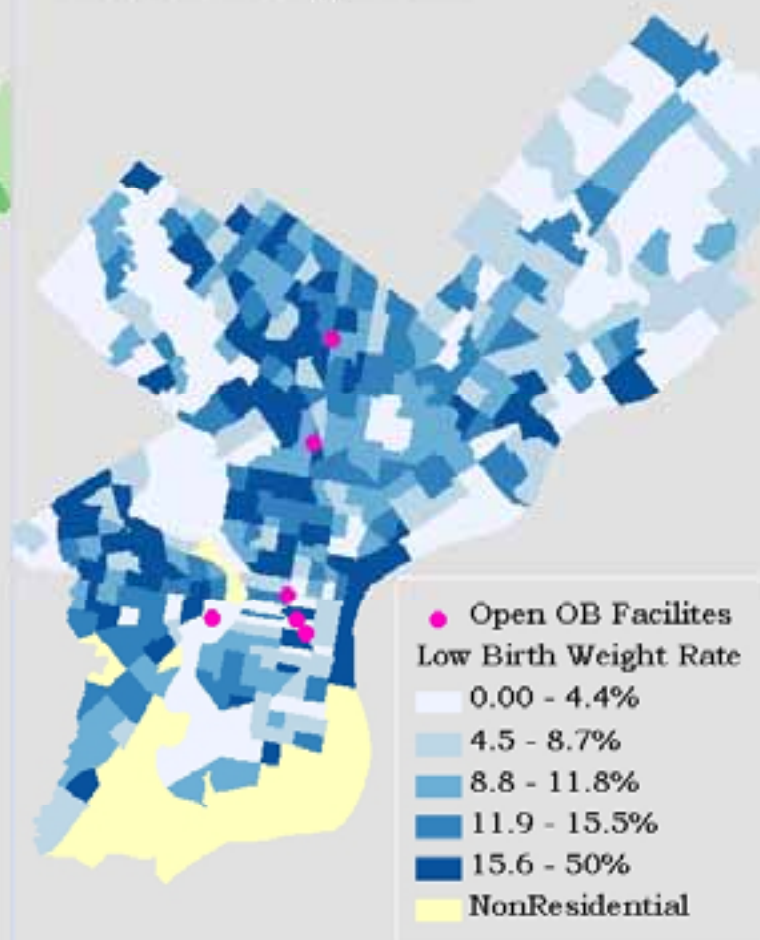 Open OB Facilites
Low Birth Weight Rate
0.00 - 4.4%
4.5 - 8.7%
8.8 - 11.8%
11.9 - 15.5%
15.6 - 50%
NonResidential